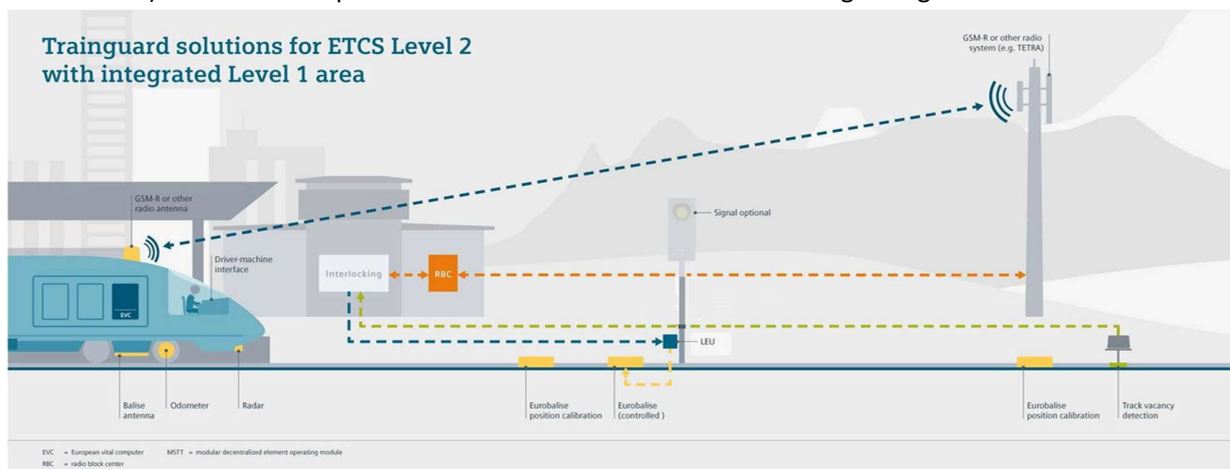 Trainguard solutions for ETCS Level 2
with integrated Level 1 area
GSM-R or other radio
system (e.g. TETRA)
GSM-R or other
radio antenna
Signal optional
Driver-machine
interface
Interlocking
RBC
EVC
LEU
Balise
antenna
Odometer
Radar
Eurobalise
position calibration
Eurobalise
(controlled )
Eurobalise
position calibration
Track vacancy
detection
EVC = European vital computer MSTT = modular decentralized element operating module
RBC = radio block center